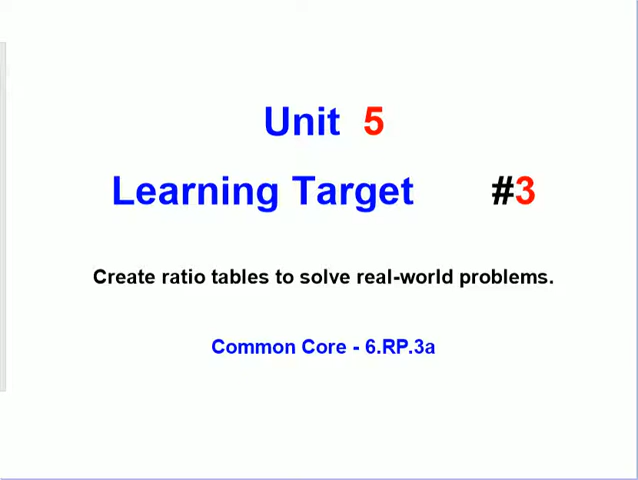 Unit 5
Learning Target #3
Create ratio tables to solve real-world problems.
Common Core - 6.RP.3a